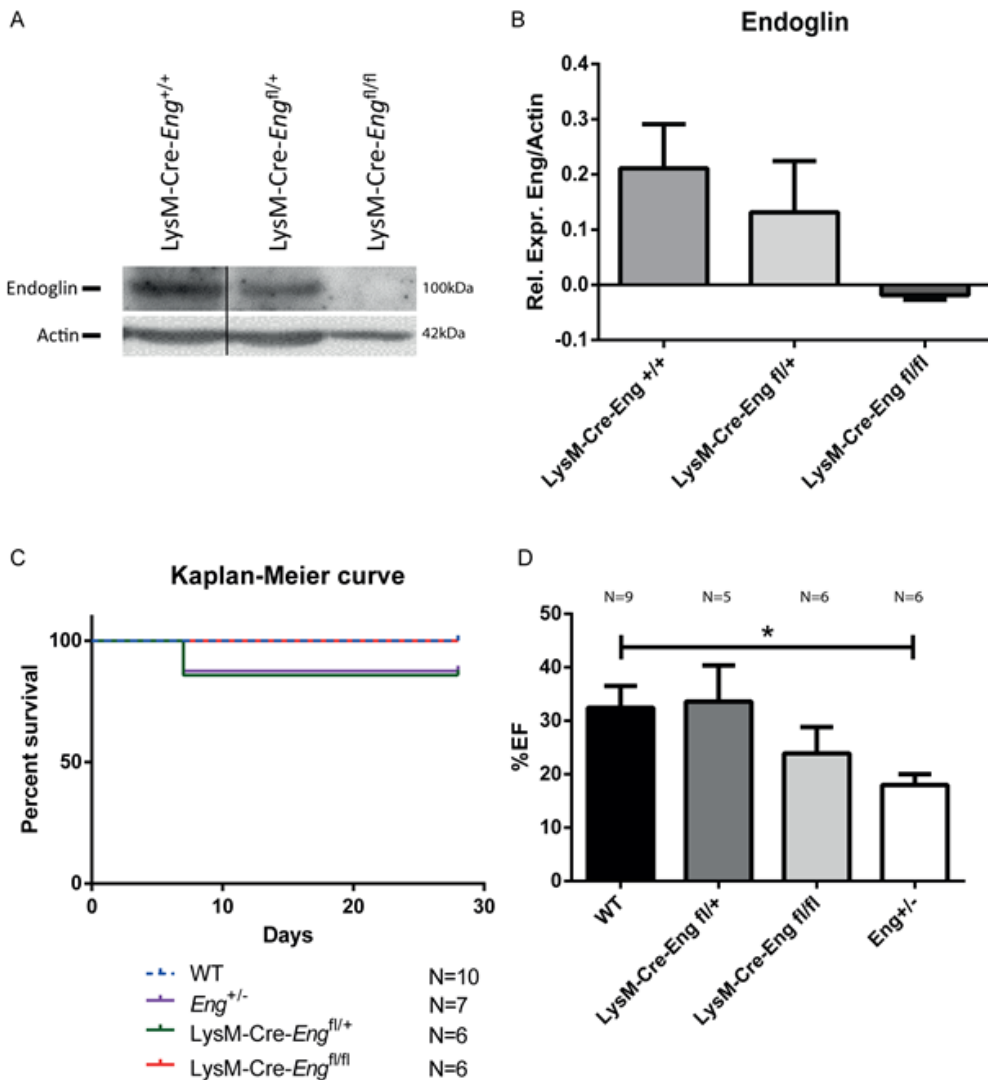 A
LysM-Cre-Eng+/+
LysM-Cre-Engfl/+
LysM-Cre-Engfl/fl
Endoglin
100kDa
Actin
42kDa
B
Endoglin
Rel. Expr. Eng/Actin
0.4
0.3
0.2
0.1
0.0
-0.1
LysM-Cre-Eng +/+
LysM-Cre-Eng fl/+
LysM-Cre-Eng fl/fl
C
Kaplan-Meier curve
Percent survival
100
50
0
0 10 20 30
Days
WT N=10
Eng+/- N=7
LysM-Cre-Engfl/+ N=6
LysM-Cre-Engfl/fl N=6
D
N=9 N=5 N=6 N=6
*
%EF
50
40
30
20
10
0
WT
LysM-Cre-Eng fl/+
LysM-Cre-Eng fl/fl
Eng+/-